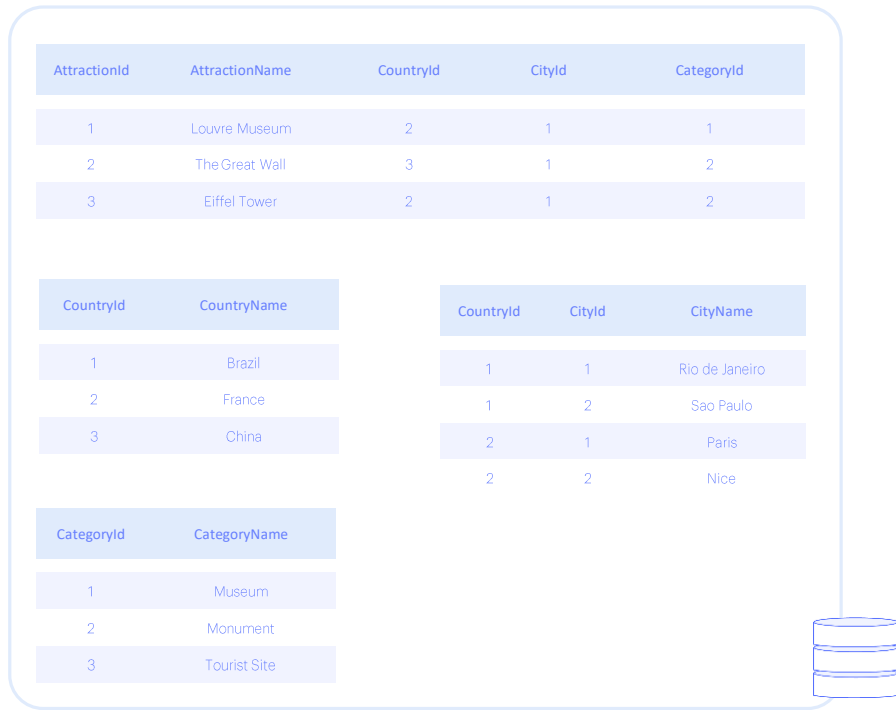 AttractionId AttractionName CountryId CityId CategoryId
1 Louvre Museum 2 1 1
2 The Great Wall 3 1 2
3 Eiffel Tower 2 1 2
CountryId CountryName
1 Brazil
2 France
3 China
CountryId CityId CityName
1 1 Rio de Janeiro
1 2 Sao Paulo
2 1 Paris
2 2 Nice
CategoryId CategoryName
1 Museum
2 Monument
3 Tourist Site